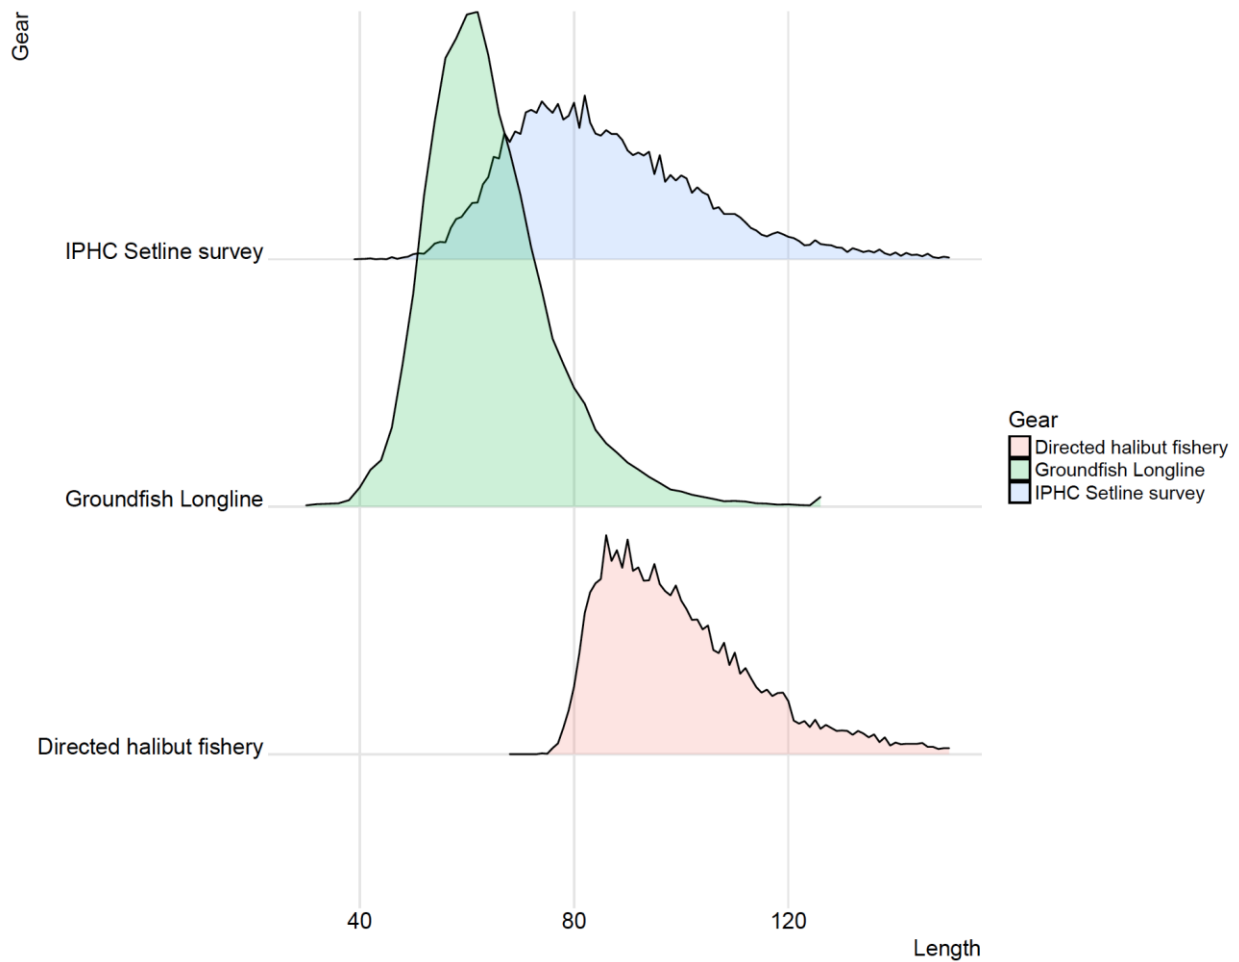 Gear
IPHC Setline survey
Groundfish Longline
Directed halibut fishery
40
80
120
Length
Gear
Directed halibut fishery
Groundfish Longline
IPHC Setline survey